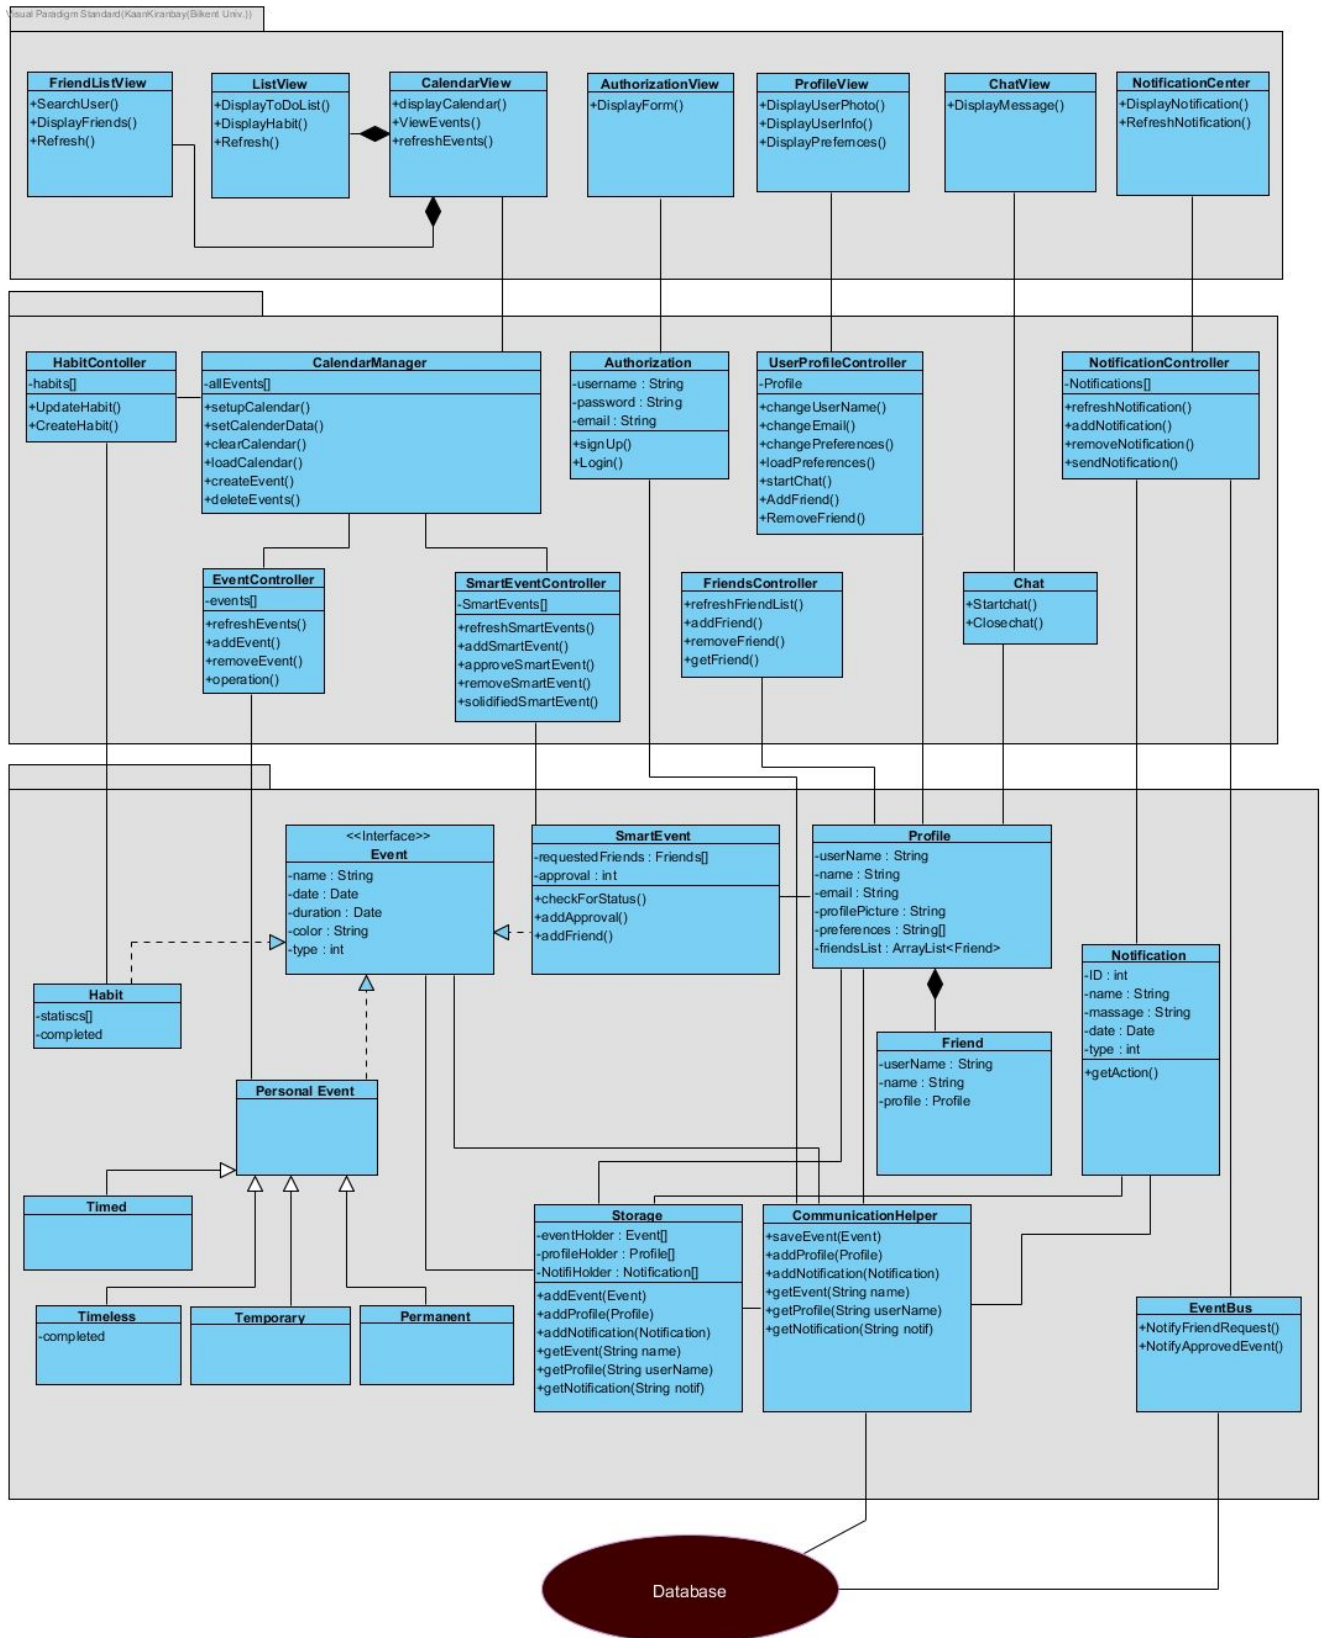 Visual Paradigm Standard(KaanKiranbay(Bilkent Univ.))
FriendListView
+SearchUser()
+DisplayFriends()
+Refresh()
ListView
+DisplayToDoList()
+DisplayHabit()
+Refresh()
CalendarView
+displayCalendar()
+ViewEvents()
+refreshEvents()
AuthorizationView
+DisplayForm()
ProfileView
+DisplayUserPhoto()
+DisplayUserInfo()
+DisplayPrefernces()
ChatView
+DisplayMessage()
NotificationCenter
+DisplayNotification()
+RefreshNotification()
HabitContoller
-habits[]
+UpdateHabit()
+CreateHabit()
CalendarManager
-allEvents[]
+setupCalendar()
+setCalenderData()
+clearCalendar()
+loadCalendar()
+createEvent()
+deleteEvents()
Authorization
-username : String
-password : String
-email : String
+signUp()
+Login()
UserProfileController
-Profile
+changeUserName()
+changeEmail()
+changePreferences()
+loadPreferences()
+startChat()
+AddFriend()
+RemoveFriend()
NotificationController
-Notifications[]
+refreshNotification()
+addNotification()
+removeNotification()
+sendNotification()
EventController
-events[]
+refreshEvents()
+addEvent()
+removeEvent()
+operation()
SmartEventController
-SmartEvents[]
+refreshSmartEvents()
+addSmartEvent()
+approveSmartEvent()
+removeSmartEvent()
+solidifiedSmartEvent()
FriendsController
+refreshFriendList()
+addFriend()
+removeFriend()
+getFriend()
Chat
+Startchat()
+Closechat()
<<Interface>>
Event
-name : String
-date : Date
-duration : Date
-color : String
-type : int
SmartEvent
-requestedFriends : Friends[]
-approval : int
+checkForStatus()
+addApproval()
+addFriend()
Profile
-userName : String
-name : String
-email : String
-profilePicture : String
-preferences : String[]
-friendsList : ArrayList<Friend>
Notification
-ID : int
-name : String
-massage : String
-date : Date
-type : int
+getAction()
Habit
-statiscs[]
-completed
Friend
-userName : String
-name : String
-profile : Profile
Personal Event
Timed
Timeless
-completed
Temporary
Permanent
Storage
-eventHolder : Event[]
-profileHolder : Profile[]
-NotifiHolder : Notification[]
+addEvent(Event)
+addProfile(Profile)
+addNotification(Notification)
+getEvent(String name)
+getProfile(String userName)
+getNotification(String notif)
CommunicationHelper
+saveEvent(Event)
+addProfile(Profile)
+addNotification(Notification)
+getEvent(String name)
+getProfile(String userName)
+getNotification(String notif)
EventBus
+NotifyFriendRequest()
+NotifyApprovedEvent()
Database